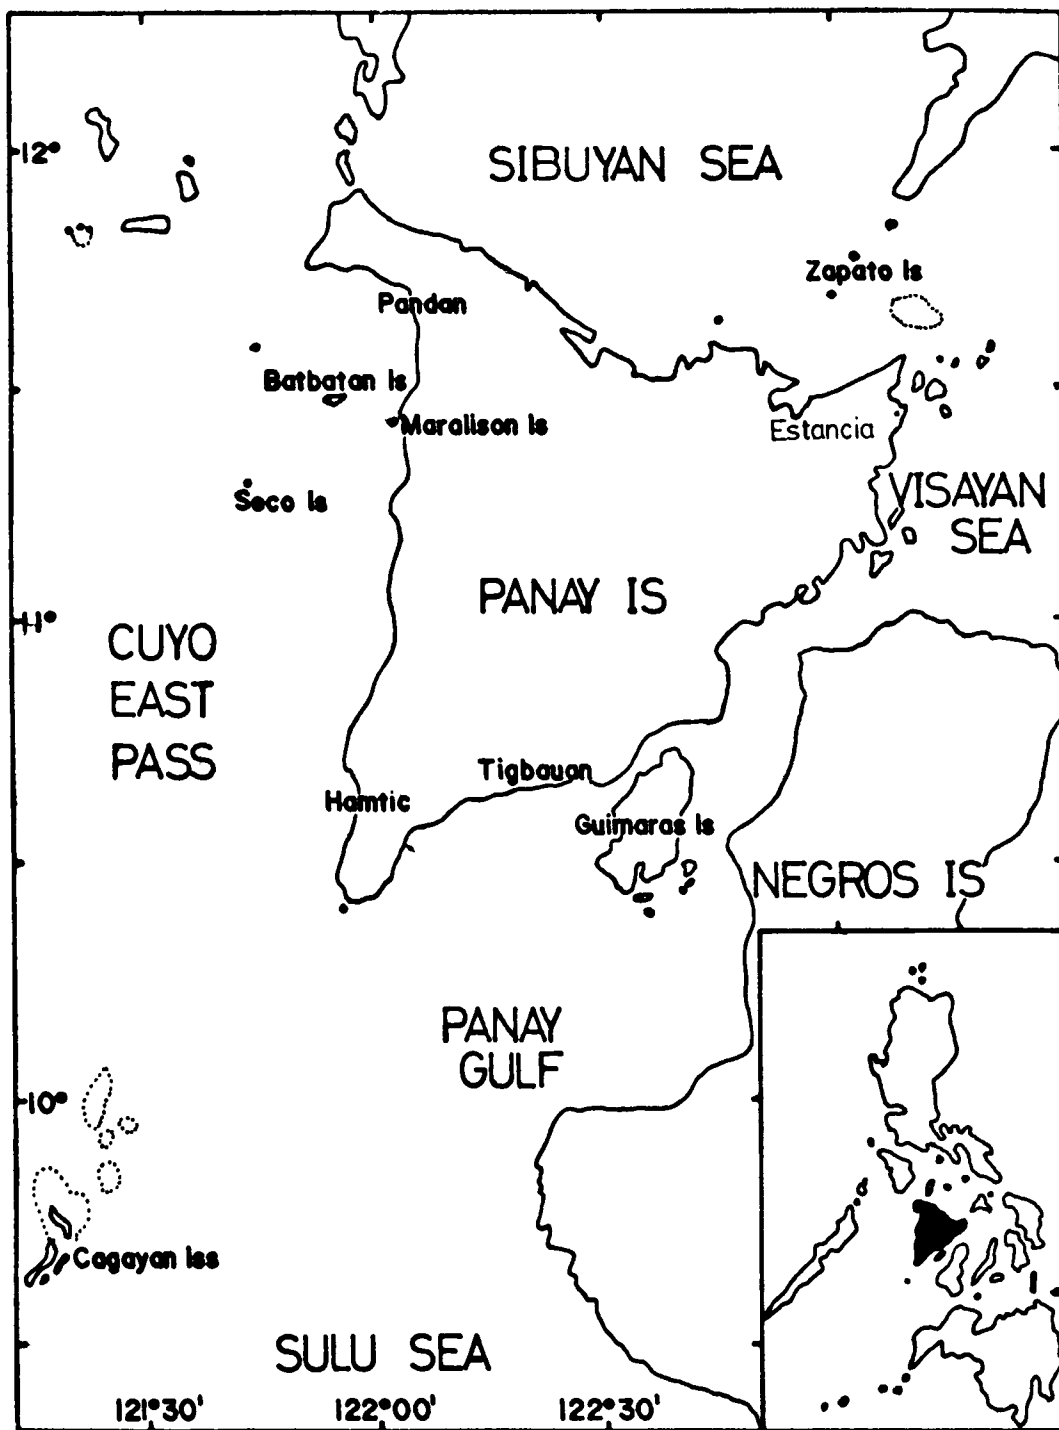 12°
SIBUYAN SEA
Zapato Is
Pandan
Batbatan Is
Maralison Is
Estancia
Seco Is
VISAYAN
SEA
PANAY IS
11°
CUYO
EAST
PASS
Tigbauan
Hamtic
Guimaras Is
NEGROS IS
PANAY
GULF
10°
Cagayan Iss
SULU SEA
121°30'
122°00'
122°30'